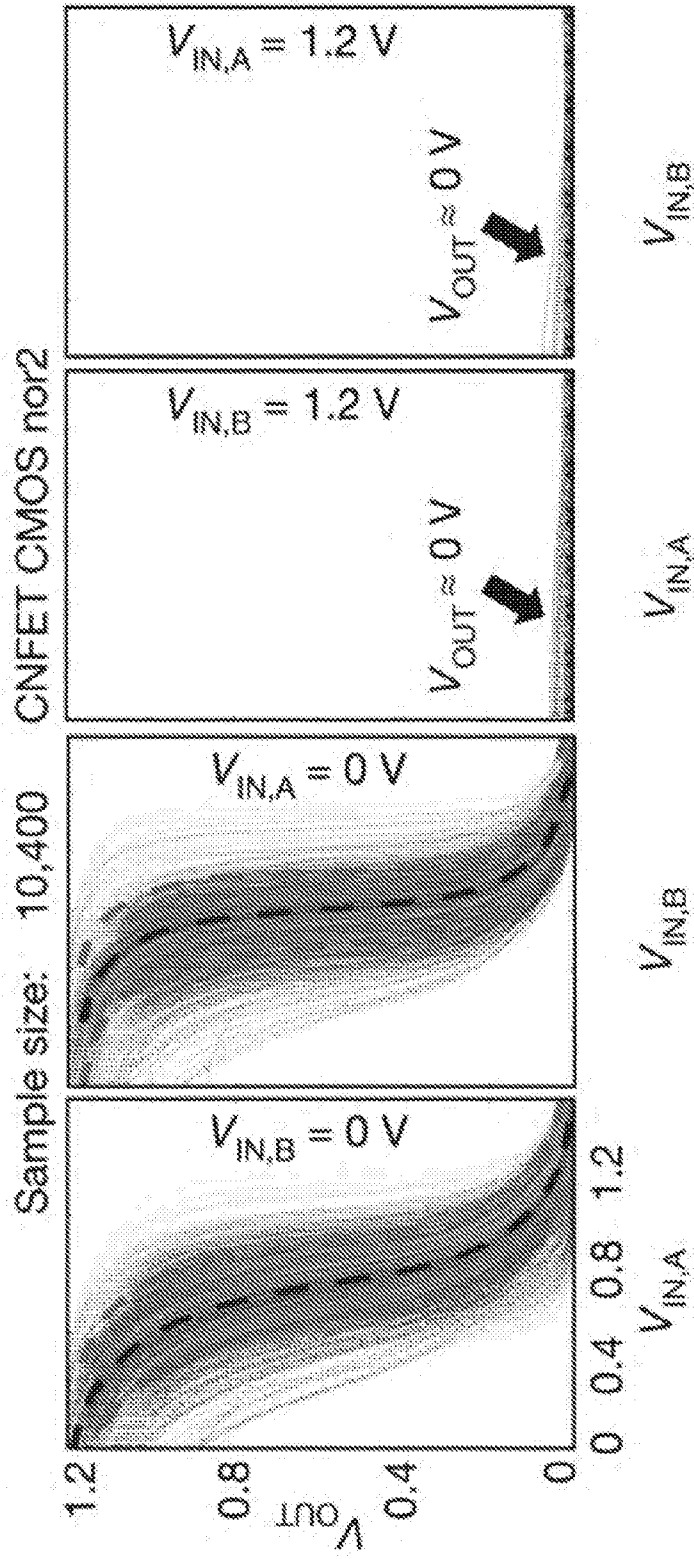 Sample size: 10,400 CNFET CMOS nor2
V_OUT
1.2
0.8
0.4
0
V_IN,B = 0 V
0 0.4 0.8 1.2
V_IN,A
V_IN,A = 0 V
V_IN,B
V_IN,B = 1.2 V
V_OUT ≈ 0 V
V_IN,A
V_IN,A = 1.2 V
V_OUT ≈ 0 V
V_IN,B